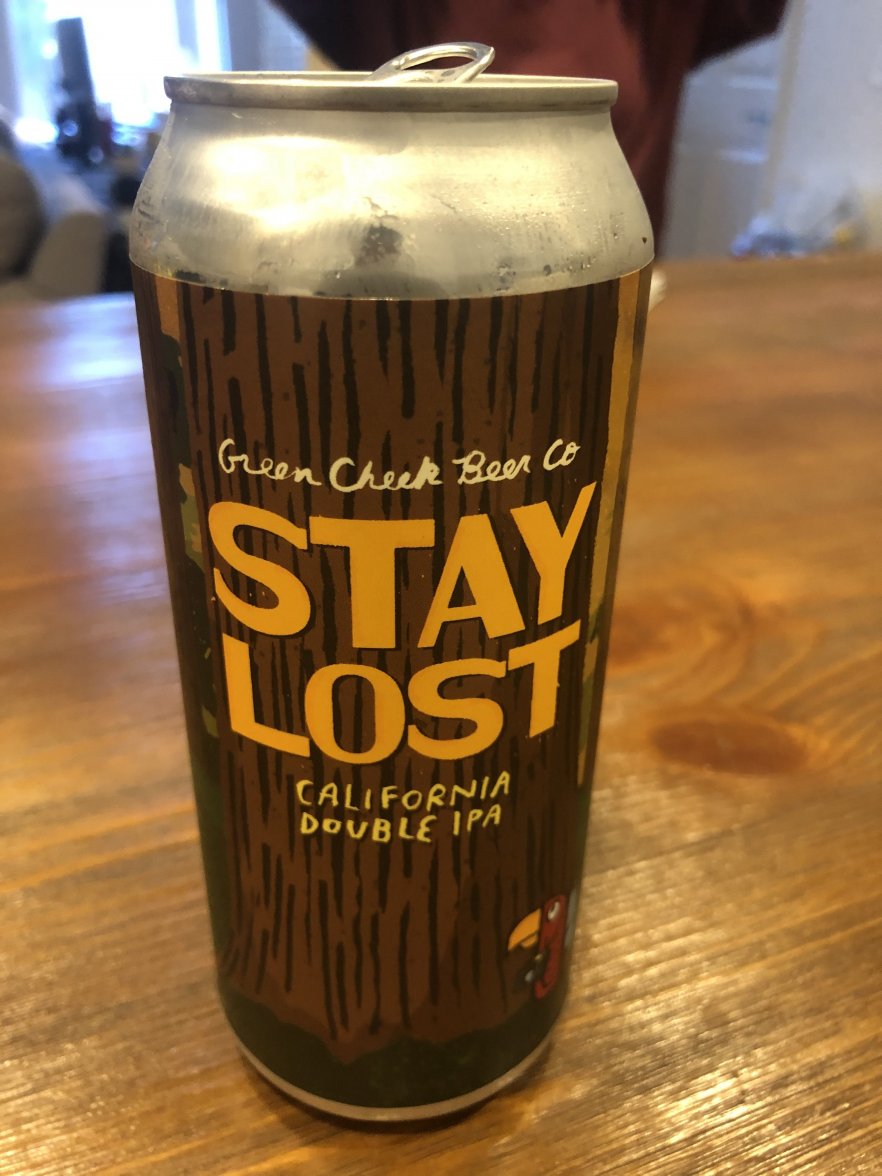 Green Cheek Beer Co
STAY
LOST
CALIFORNIA
DOUBLE IPA